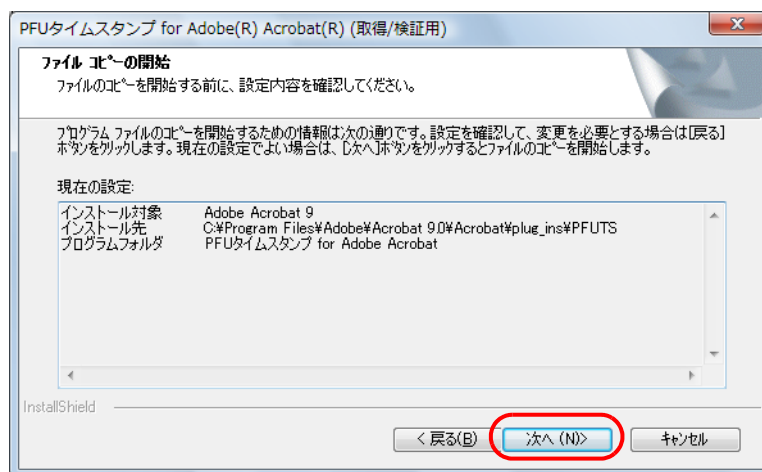 PFUタイムスタンプ for Adobe(R) Acrobat(R) (取得/検証用)
ファイル コピーの開始
ファイルのコピーを開始する前に、設定内容を確認してください。
プログラム ファイルのコピーを開始するための情報は次の通りです。設定を確認して、変更を必要とする場合は[戻る]
ボタンをクリックします。現在の設定でよい場合は、[次へ]ボタンをクリックするとファイルのコピーを開始します。
現在の設定:
インストール対象 Adobe Acrobat 9
インストール先 C:¥Program Files¥Adobe¥Acrobat 9.0¥Acrobat¥plug_ins¥PFUTS
プログラムフォルダ PFUタイムスタンプ for Adobe Acrobat
InstallShield
< 戻る(B) 次へ (N)> キャンセル